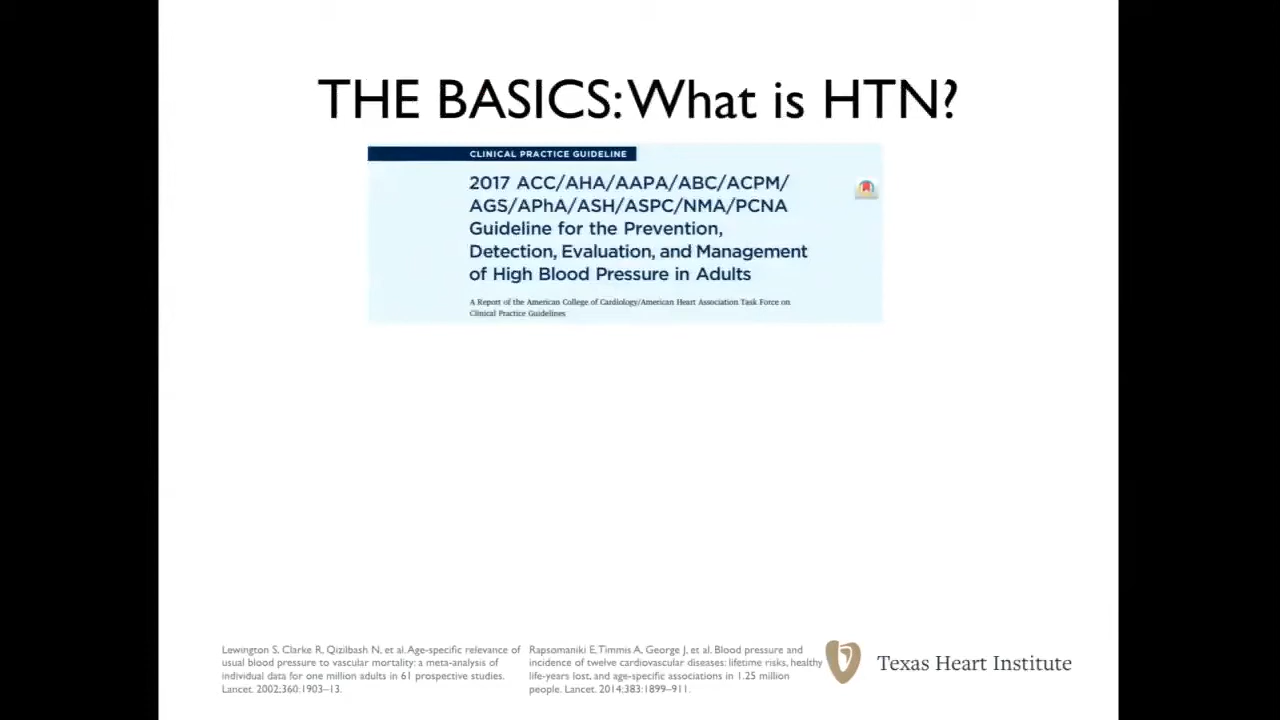 THE BASICS: What is HTN?
CLINICAL PRACTICE GUIDELINE
2017 ACC/AHA/AAPA/ABC/ACPM/
AGS/APhA/ASH/ASPC/NMA/PCNA
Guideline for the Prevention,
Detection, Evaluation, and Management
of High Blood Pressure in Adults
A Report of the American College of Cardiology/American Heart Association Task Force on
Clinical Practice Guidelines
Lewington S, Clarke R, Qizilbash N, et al. Age-specific relevance of
usual blood pressure to vascular mortality: a meta-analysis of
individual data for one million adults in 61 prospective studies.
Lancet. 2002;360:1903–13.
Rapsomaniki E, Timmis A, George J, et al. Blood pressure and
incidence of twelve cardiovascular diseases: lifetime risks, healthy
life-years lost, and age-specific associations in 1.25 million
people. Lancet. 2014;383:1899–911.
Texas Heart Institute